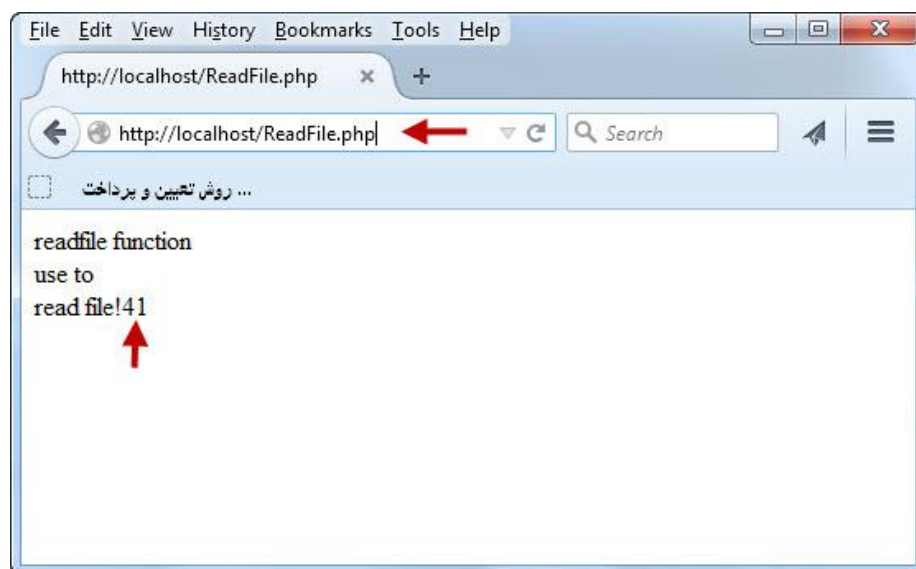 File Edit View History Bookmarks Tools Help
http://localhost/ReadFile.php
http://localhost/ReadFile.php Search
روش تعیین و پرداخت ...
readfile function
use to
read file!41